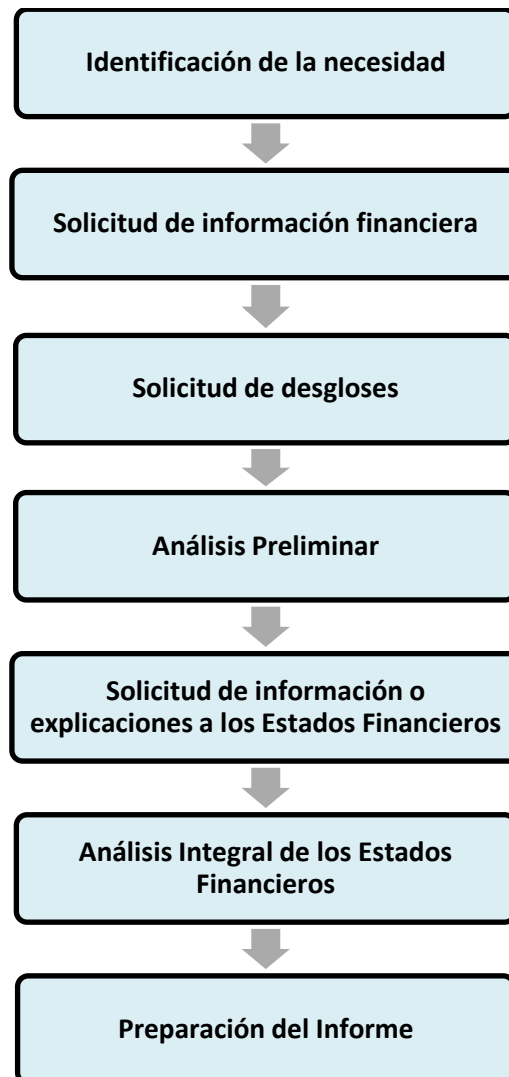 Identificación de la necesidad
Solicitud de información financiera
Solicitud de desgloses
Análisis Preliminar
Solicitud de información o
explicaciones a los Estados Financieros
Análisis Integral de los Estados
Financieros
Preparación del Informe